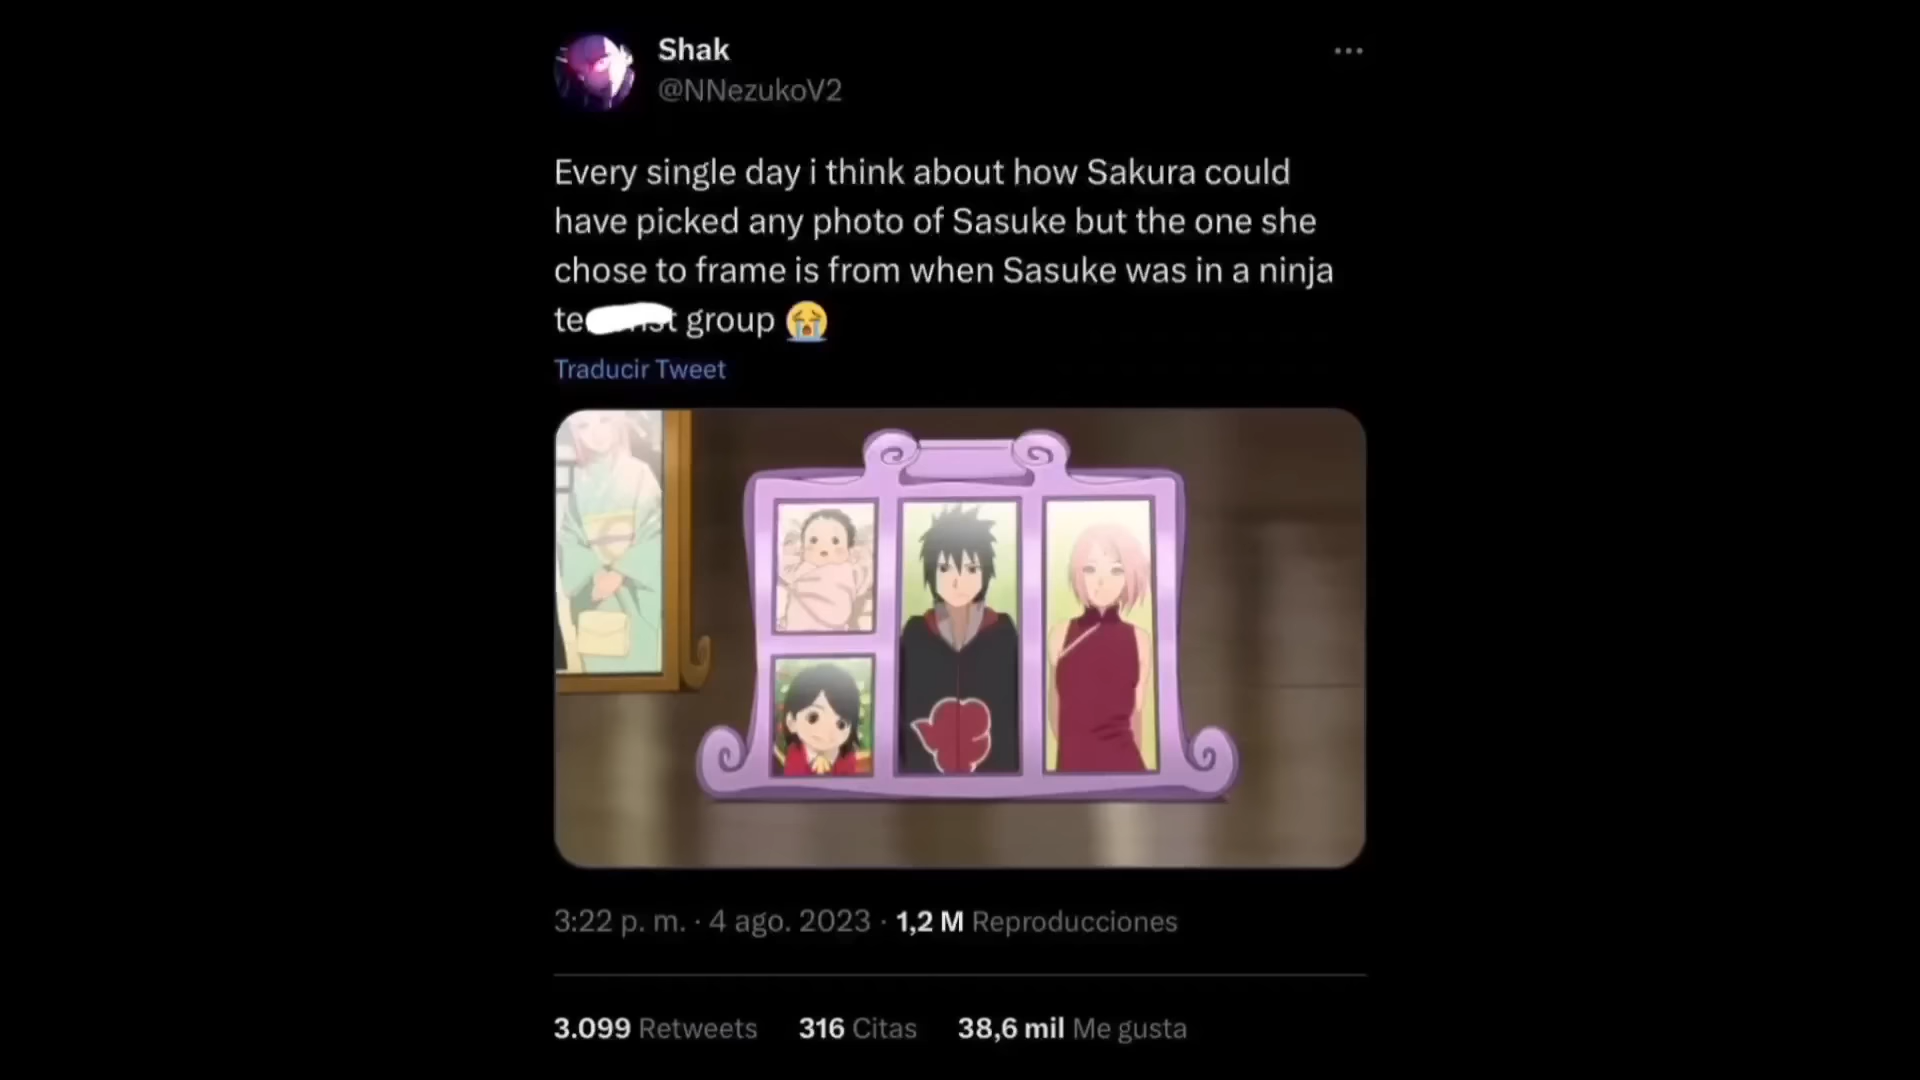 Shak
@NNezukoV2
Every single day i think about how Sakura could
have picked any photo of Sasuke but the one she
chose to frame is from when Sasuke was in a ninja
group 😭
Traducir Tweet
3:22 p. m. · 4 ago. 2023 · 1,2 M Reproducciones
3.099 Retweets 316 Citas 38,6 mil Me gusta